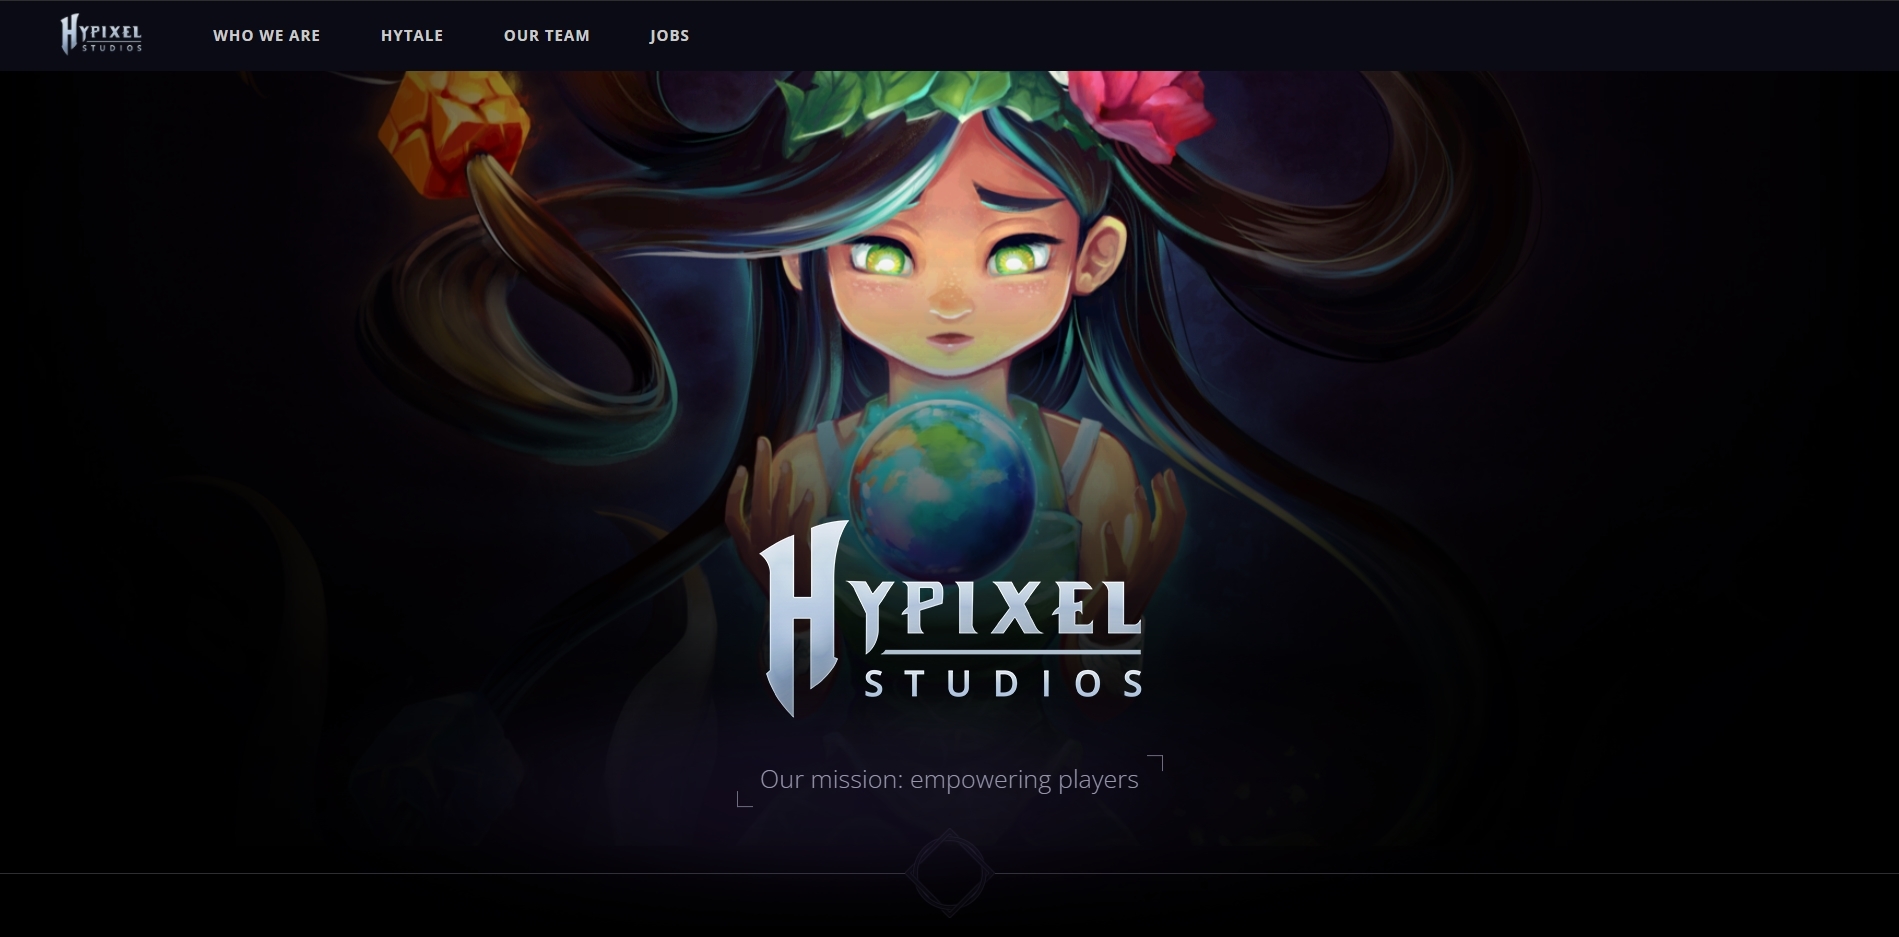 HYPIXEL
STUDIOS
WHO WE ARE
HYTALE
OUR TEAM
JOBS
HYPIXEL
STUDIOS
Our mission: empowering players